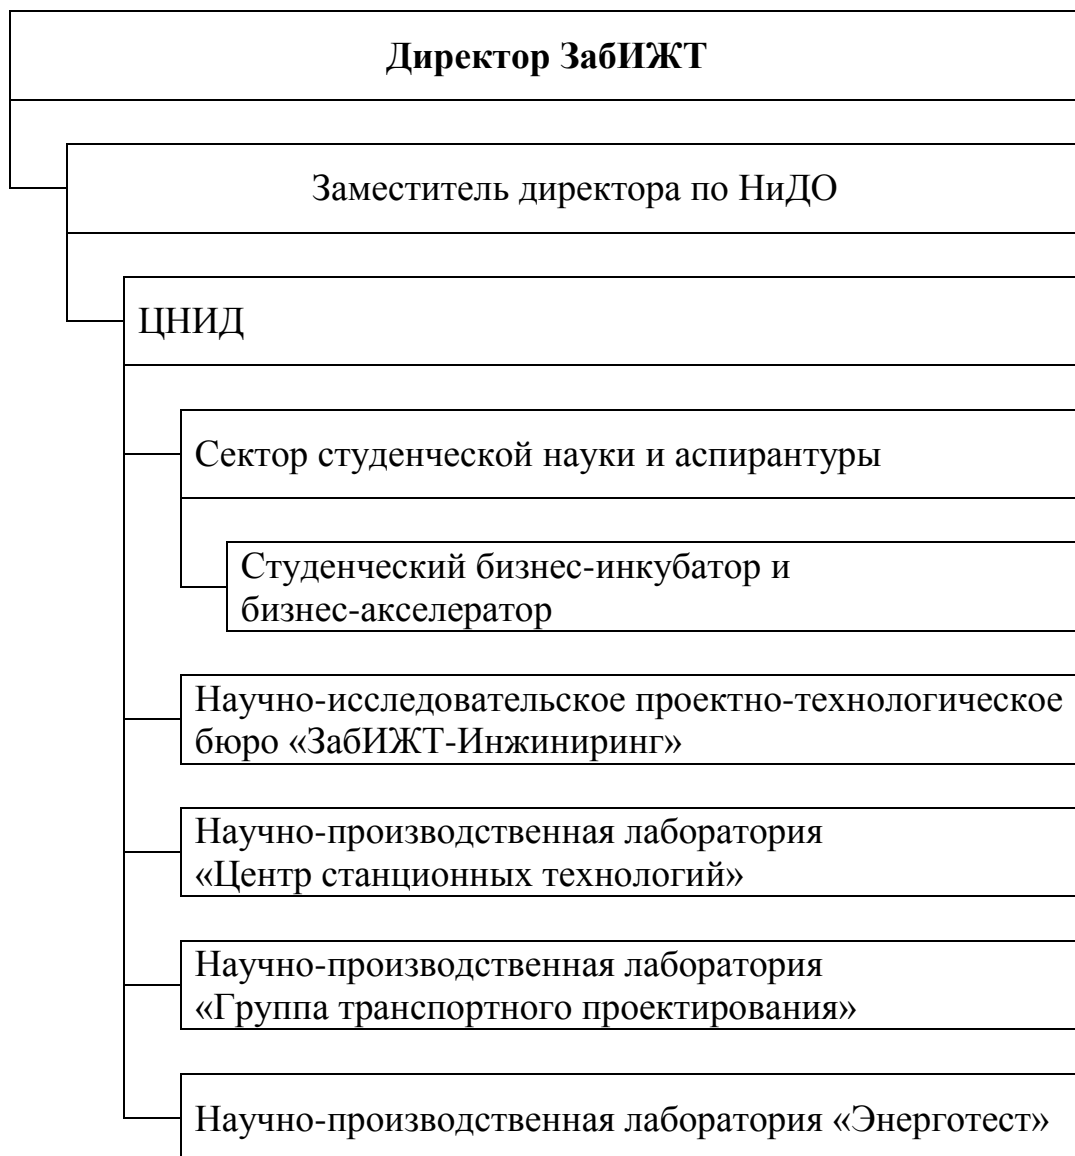 Директор ЗабИЖТ
Заместитель директора по НиДО
ЦНИД
Сектор студенческой науки и аспирантуры
Студенческий бизнес-инкубатор и
бизнес-акселератор
Научно-исследовательское проектно-технологическое
бюро «ЗабИЖТ-Инжиниринг»
Научно-производственная лаборатория
«Центр станционных технологий»
Научно-производственная лаборатория
«Группа транспортного проектирования»
Научно-производственная лаборатория «Энерготест»